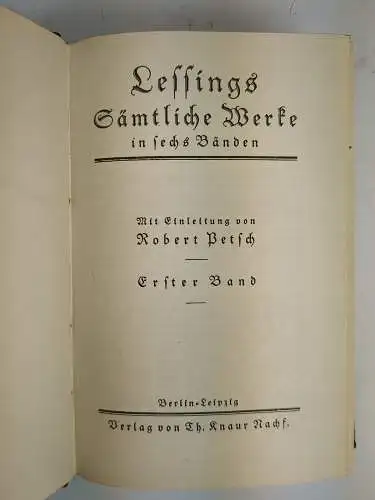 Lessings
Sämtliche Werke
in sechs Bänden
Mit Einleitung von
Robert Petsch
Erster Band
Berlin-Leipzig
Verlag von Th. Knaur Nachf.